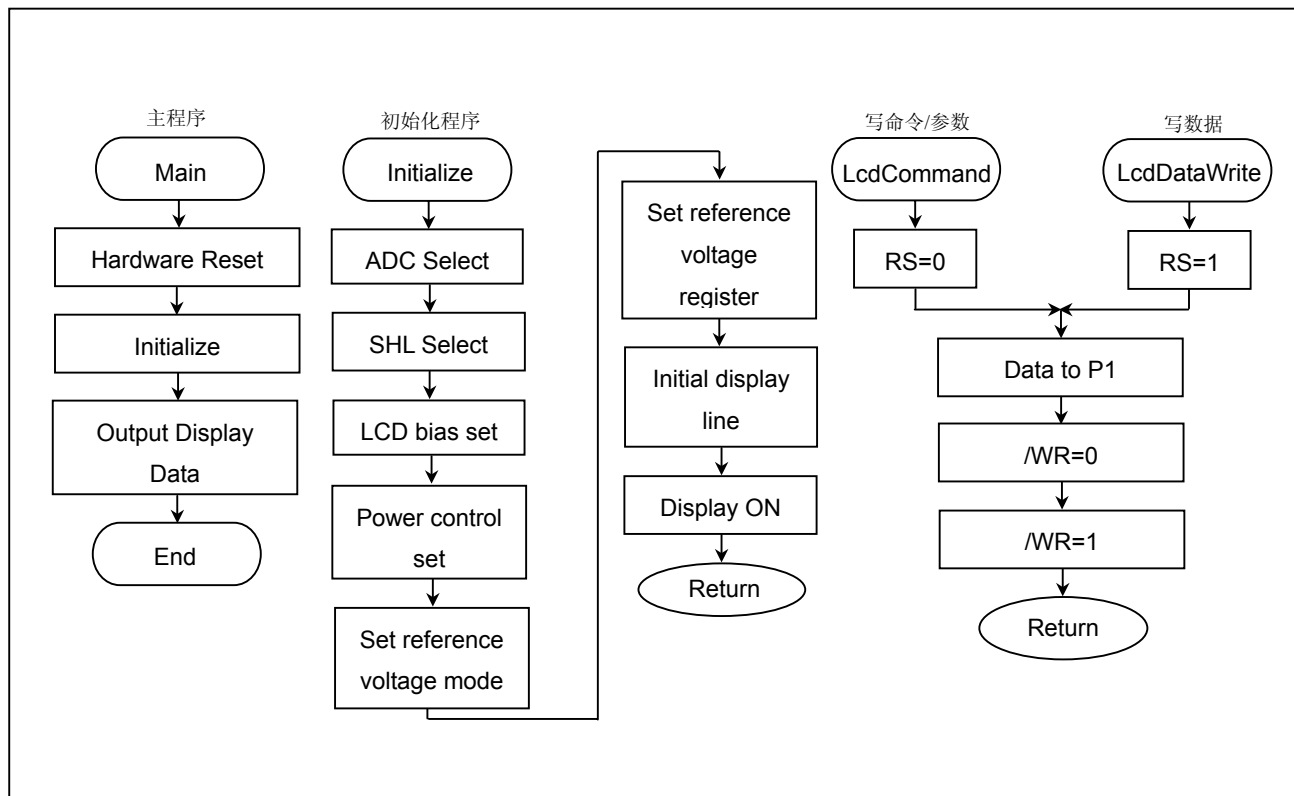 主程序
Main
Hardware Reset
Initialize
Output Display
Data
End
初始化程序
Initialize
ADC Select
SHL Select
LCD bias set
Power control
set
Set reference
voltage mode
Set reference
voltage
register
Initial display
line
Display ON
Return
写命令/参数
LcdCommand
RS=0
写数据
LcdDataWrite
RS=1
Data to P1
/WR=0
/WR=1
Return